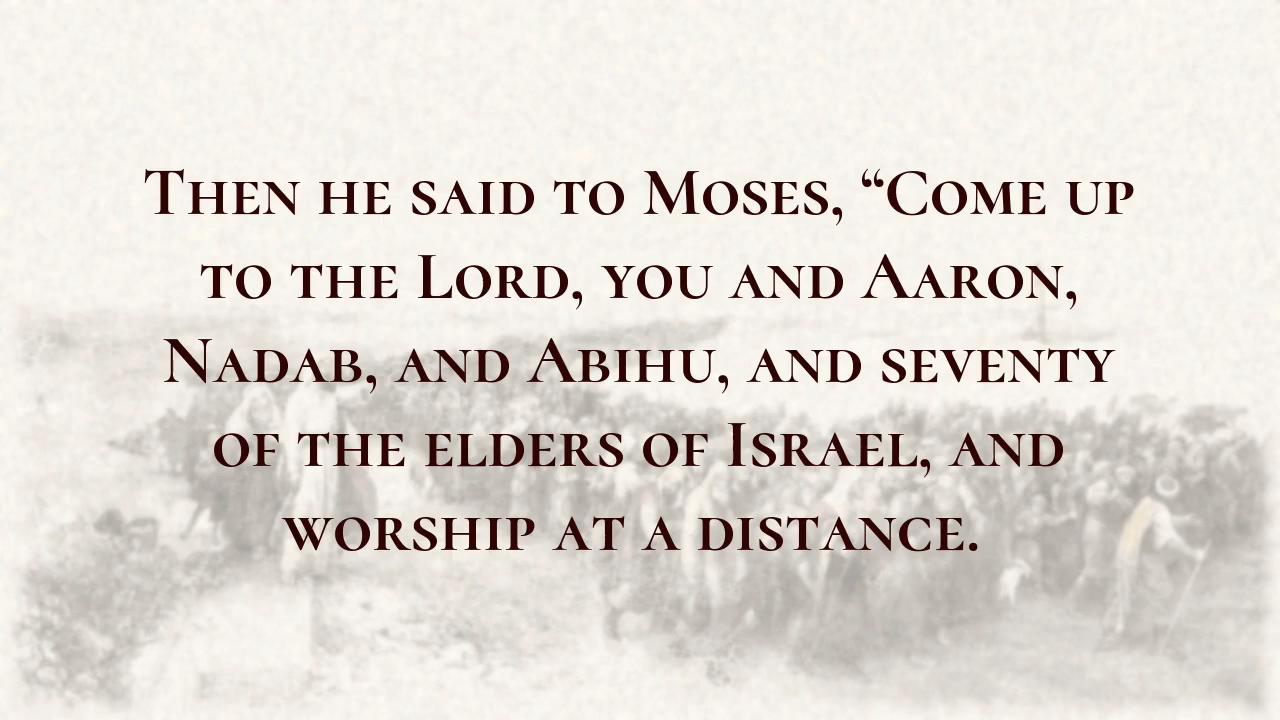 Then he said to Moses, “Come up
to the Lord, you and Aaron,
Nadab, and Abihu, and seventy
of the elders of Israel, and
worship at a distance.